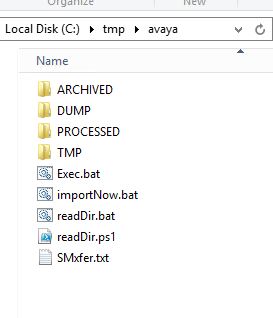 Organize
New
Local Disk (C:) tmp avaya
Name
ARCHIVED
DUMP
PROCESSED
TMP
Exec.bat
importNow.bat
readDir.bat
readDir.ps1
SMxfer.txt